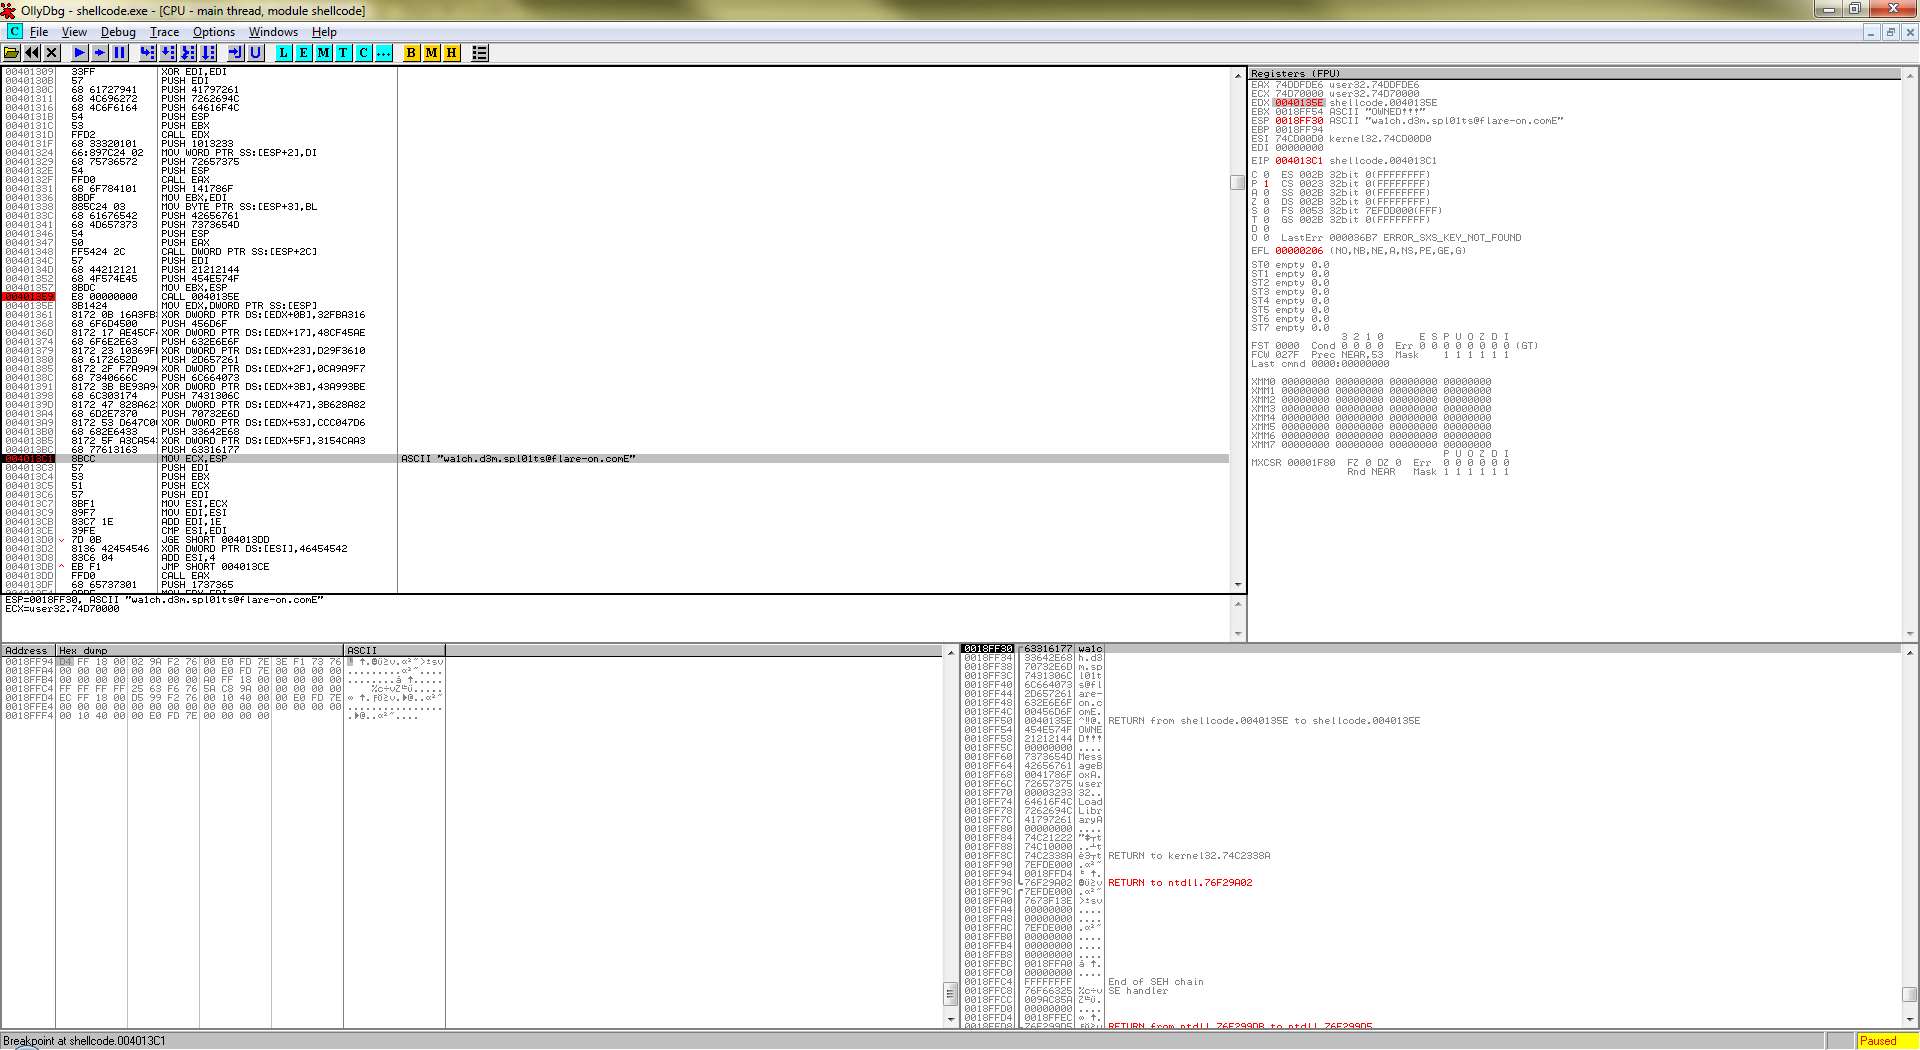 OllyDbg - shellcode.exe - [CPU - main thread, module shellcode]
C File View Debug Trace Options Windows Help
L E M T C ... B M H
00401309 33FF XOR EDI,EDI
0040130B 57 PUSH EDI
0040130C 68 61727941 PUSH 41797261
00401311 68 4C696272 PUSH 7262694C
00401316 68 4C6F6164 PUSH 64616F4C
0040131B 54 PUSH ESP
0040131C 53 PUSH EBX
0040131D FFD2 CALL EDX
0040131F 68 33320101 PUSH 1013233
00401324 66:897C24 02 MOV WORD PTR SS:[ESP+2],DI
00401329 68 75736572 PUSH 72657375
0040132E 54 PUSH ESP
0040132F FFD0 CALL EAX
00401331 68 6F784101 PUSH 141786F
00401336 8BDF MOV EBX,EDI
00401338 885C24 03 MOV BYTE PTR SS:[ESP+3],BL
0040133C 68 61676542 PUSH 42656761
00401341 68 4D657373 PUSH 7373654D
00401346 54 PUSH ESP
00401347 50 PUSH EAX
00401348 FF5424 2C CALL DWORD PTR SS:[ESP+2C]
0040134C 57 PUSH EDI
0040134D 68 44212121 PUSH 21212144
00401352 68 4F574E45 PUSH 454E574F
00401357 8BDC MOV EBX,ESP
00401359 E8 00000000 CALL 0040135E
0040135E 8B1424 MOV EDX,DWORD PTR SS:[ESP]
00401361 8172 0B 16A3FB XOR DWORD PTR DS:[EDX+0B],32FBA316
00401368 68 6F6D4500 PUSH 456D6F
0040136D 8172 17 AE45CF XOR DWORD PTR DS:[EDX+17],48CF45AE
00401374 68 6F6E2E63 PUSH 632E6E6F
00401379 8172 23 10369F XOR DWORD PTR DS:[EDX+23],D29F3610
00401380 68 6172652D PUSH 2D657261
00401385 8172 2F F7A9A9 XOR DWORD PTR DS:[EDX+2F],0CA9A9F7
0040138C 68 7340666C PUSH 6C664073
00401391 8172 3B BE93A9 XOR DWORD PTR DS:[EDX+3B],43A993BE
00401398 68 6C303174 PUSH 7431306C
0040139D 8172 47 828A62 XOR DWORD PTR DS:[EDX+47],3B628A82
004013A4 68 6D2E7370 PUSH 70732E6D
004013A9 8172 53 D647C0 XOR DWORD PTR DS:[EDX+53],CCC047D6
004013B0 68 682E6433 PUSH 33642E68
004013B5 8172 5F A3CA54 XOR DWORD PTR DS:[EDX+5F],3154CAA3
004013BC 68 77613163 PUSH 63316177
004013C1 8BCC MOV ECX,ESP ASCII "wa1ch.d3m.spl01ts@flare-on.comE"
004013C3 57 PUSH EDI
004013C4 53 PUSH EBX
004013C5 51 PUSH ECX
004013C6 57 PUSH EDI
004013C7 8BF1 MOV ESI,ECX
004013C9 89F7 MOV EDI,ESI
004013CB 83C7 1E ADD EDI,1E
004013CE 39FE CMP ESI,EDI
004013D0 7D 0B JGE SHORT 004013DD
004013D2 8136 42454546 XOR DWORD PTR DS:[ESI],46454542
004013D8 83C6 04 ADD ESI,4
004013DB ^ EB F1 JMP SHORT 004013CE
004013DD FFD0 CALL EAX
004013DF 68 65737301 PUSH 1737365
ESP=0018FF30, ASCII "wa1ch.d3m.spl01ts@flare-on.comE"
ECX=user32.74D70000
Registers (FPU)
EAX 74DDFDE6 user32.74DDFDE6
ECX 74D70000 user32.74D70000
EDX 0040135E shellcode.0040135E
EBX 0018FF54 ASCII "OWNED!!!"
ESP 0018FF30 ASCII "wa1ch.d3m.spl01ts@flare-on.comE"
EBP 0018FF94
ESI 74CD00D0 kernel32.74CD00D0
EDI 00000000
EIP 004013C1 shellcode.004013C1
C 0 ES 002B 32bit 0(FFFFFFFF)
P 1 CS 0023 32bit 0(FFFFFFFF)
A 0 SS 002B 32bit 0(FFFFFFFF)
Z 0 DS 002B 32bit 0(FFFFFFFF)
S 0 FS 0053 32bit 7EFDD000(FFF)
T 0 GS 002B 32bit 0(FFFFFFFF)
D 0
O 0 LastErr 000036B7 ERROR_SXS_KEY_NOT_FOUND
EFL 00000206 (NO,NB,NE,A,NS,PE,GE,G)
ST0 empty 0.0
ST1 empty 0.0
ST2 empty 0.0
ST3 empty 0.0
ST4 empty 0.0
ST5 empty 0.0
ST6 empty 0.0
ST7 empty 0.0
3 2 1 0 E S P U O Z D I
FST 0000 Cond 0 0 0 0 Err 0 0 0 0 0 0 0 0 (GT)
FCW 027F Prec NEAR,53 Mask 1 1 1 1 1 1
Last cmnd 0000:00000000
XMM0 00000000 00000000 00000000 00000000
XMM1 00000000 00000000 00000000 00000000
XMM2 00000000 00000000 00000000 00000000
XMM3 00000000 00000000 00000000 00000000
XMM4 00000000 00000000 00000000 00000000
XMM5 00000000 00000000 00000000 00000000
XMM6 00000000 00000000 00000000 00000000
XMM7 00000000 00000000 00000000 00000000
P U O Z D I
MXCSR 00001F80 FZ 0 DZ 0 Err 0 0 0 0 0 0
Rnd NEAR Mask 1 1 1 1 1 1
Address Hex dump ASCII
0018FF94 D4 FF 18 00 02 9A F2 76 00 E0 FD 7E 3E F1 73 76
0018FFA4 00 00 00 00 00 00 00 00 00 E0 FD 7E 00 00 00 00
0018FFB4 00 00 00 00 00 00 00 00 A0 FF 18 00 00 00 00 00
0018FFC4 FF FF FF FF 25 63 F6 76 5A C8 9A 00 00 00 00 00
0018FFD4 EC FF 18 00 D5 99 F2 76 00 10 40 00 00 E0 FD 7E
0018FFE4 00 00 00 00 00 00 00 00 00 00 00 00 00 00 00 00
0018FFF4 00 10 40 00 00 E0 FD 7E 00 00 00 00
0018FF30 63316177 wa1c
0018FF34 33642E68 h.d3
0018FF38 70732E6D m.sp
0018FF3C 7431306C l01t
0018FF40 6C664073 s@fl
0018FF44 2D657261 are-
0018FF48 632E6E6F on.c
0018FF4C 00456D6F omE.
0018FF50 0040135E ^‼@. RETURN from shellcode.0040135E to shellcode.0040135E
0018FF54 454E574F OWNE
0018FF58 21212144 D!!!
0018FF5C 00000000 ....
0018FF60 7373654D Mess
0018FF64 42656761 ageB
0018FF68 0041786F oxA.
0018FF6C 72657375 user
0018FF70 00003233 32..
0018FF74 64616F4C Load
0018FF78 7262694C Libr
0018FF7C 41797261 aryA
0018FF80 00000000 ....
0018FF84 74C21222
0018FF88 74C10000
0018FF8C 74C2338A RETURN to kernel32.74C2338A
0018FF90 7EFDE000
0018FF94 0018FFD4
0018FF98 76F29A02 RETURN to ntdll.76F29A02
0018FF9C 7EFDE000
0018FFA0 7673F13E
0018FFA4 00000000 ....
0018FFA8 00000000 ....
0018FFAC 7EFDE000
0018FFB0 00000000 ....
0018FFB4 00000000 ....
0018FFB8 00000000 ....
0018FFBC 0018FFA0
0018FFC0 00000000 ....
0018FFC4 FFFFFFFF End of SEH chain
0018FFC8 76F66325 SE handler
0018FFCC 009AC85A
0018FFD0 00000000 ....
0018FFD4 0018FFEC
0018FFD8 76F299D5 RETURN from ntdll.76F299DB to ntdll.76F299D5
Breakpoint at shellcode.004013C1
Paused